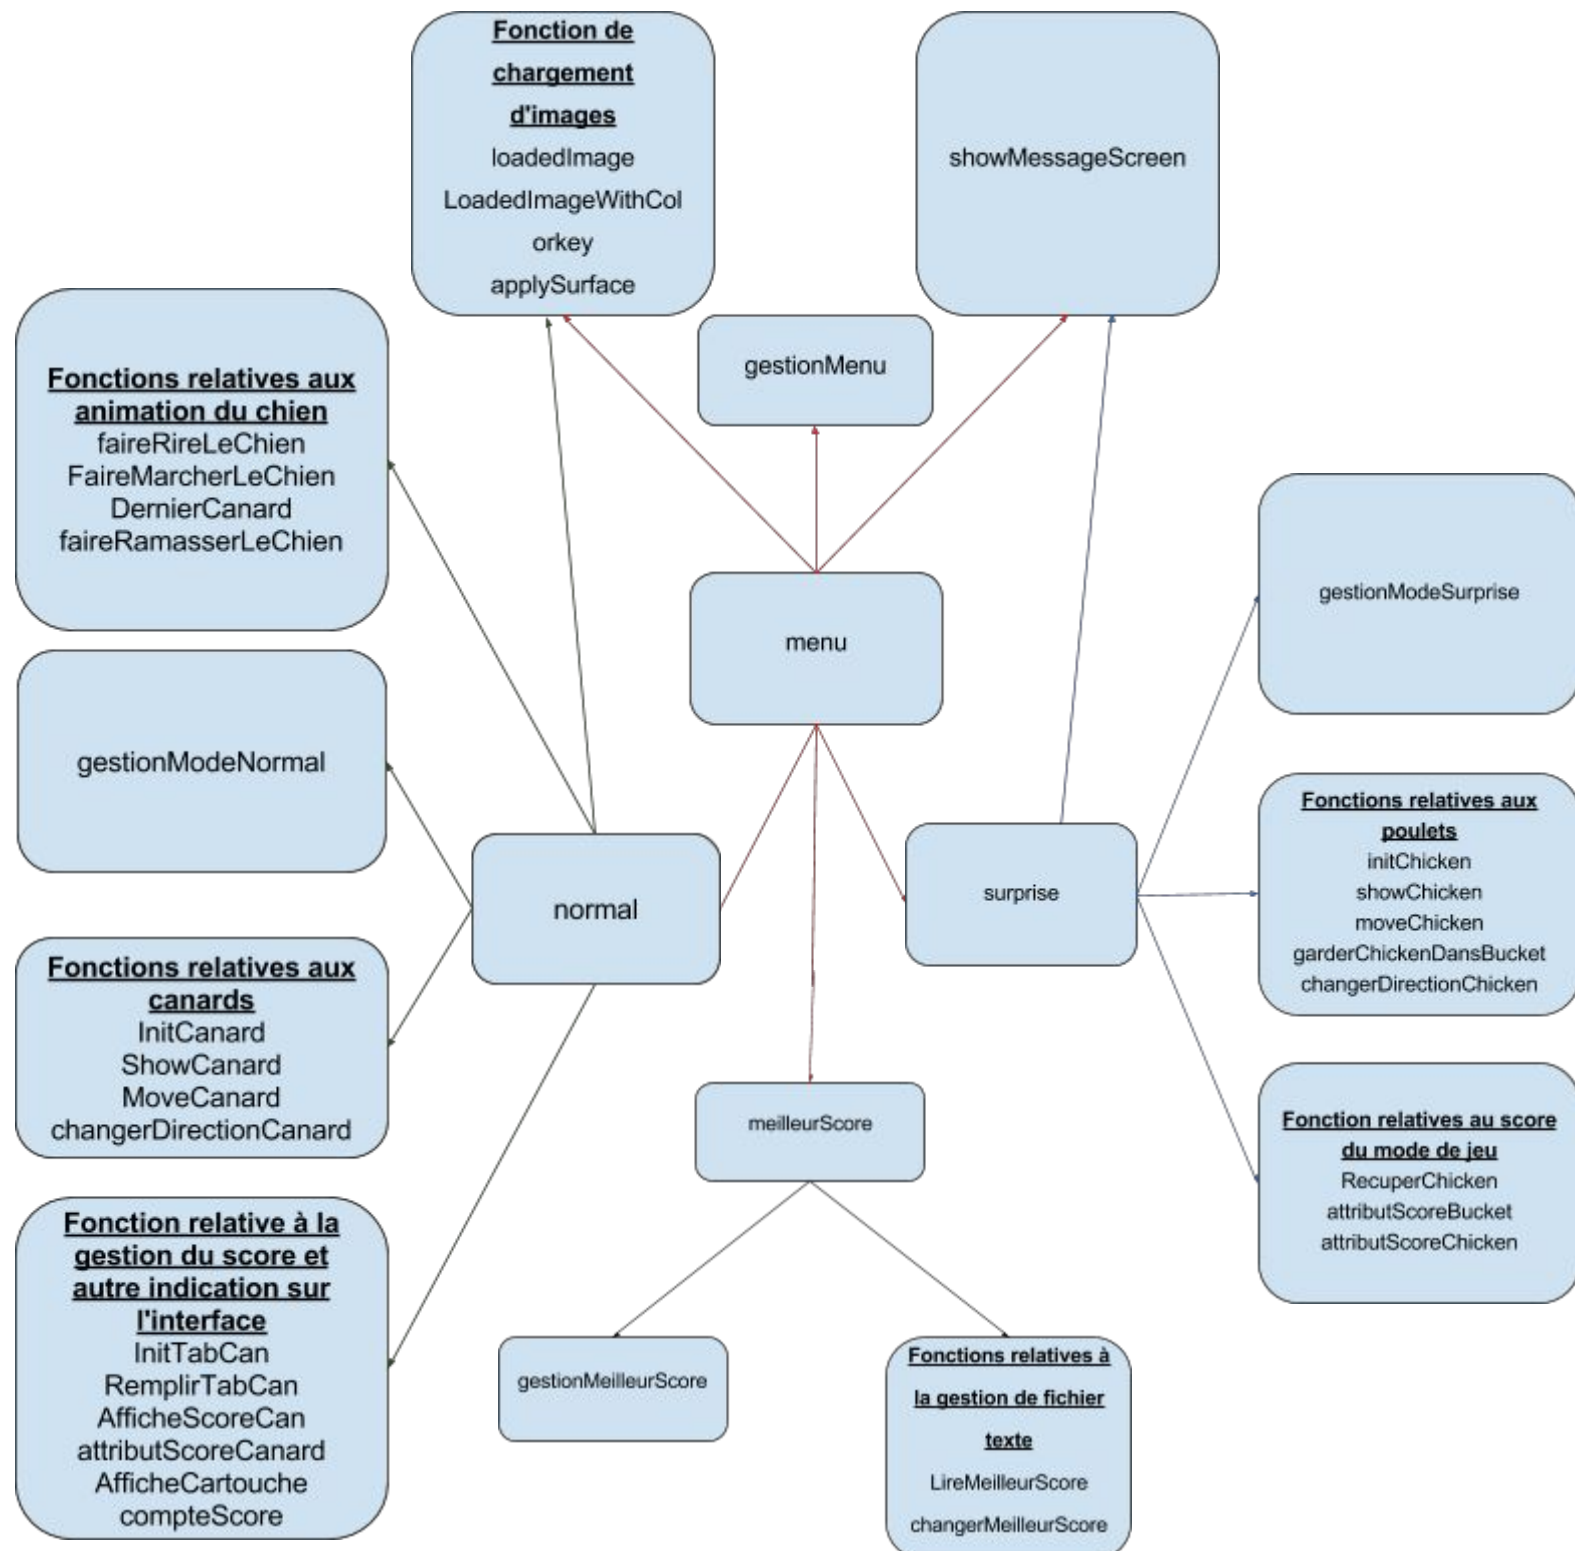 Fonction de
chargement
d'images
loadedImage
LoadedImageWithCol
orkey
applySurface
showMessageScreen
gestionMenu
Fonctions relatives aux
animation du chien
faireRireLeChien
FaireMarcherLeChien
DernierCanard
faireRamasserLeChien
gestionModeSurprise
menu
gestionModeNormal
Fonctions relatives aux
poulets
initChicken
showChicken
moveChicken
garderChickenDansBucket
changerDirectionChicken
normal
surprise
Fonctions relatives aux
canards
InitCanard
ShowCanard
MoveCanard
changerDirectionCanard
meilleurScore
Fonction relatives au score
du mode de jeu
RecuperChicken
attributScoreBucket
attributScoreChicken
Fonction relative à la
gestion du score et
autre indication sur
l'interface
InitTabCan
RemplirTabCan
AfficheScoreCan
attributScoreCanard
AfficheCartouche
compteScore
gestionMeilleurScore
Fonctions relatives à
la gestion de fichier
texte
LireMeilleurScore
changerMeilleurScore